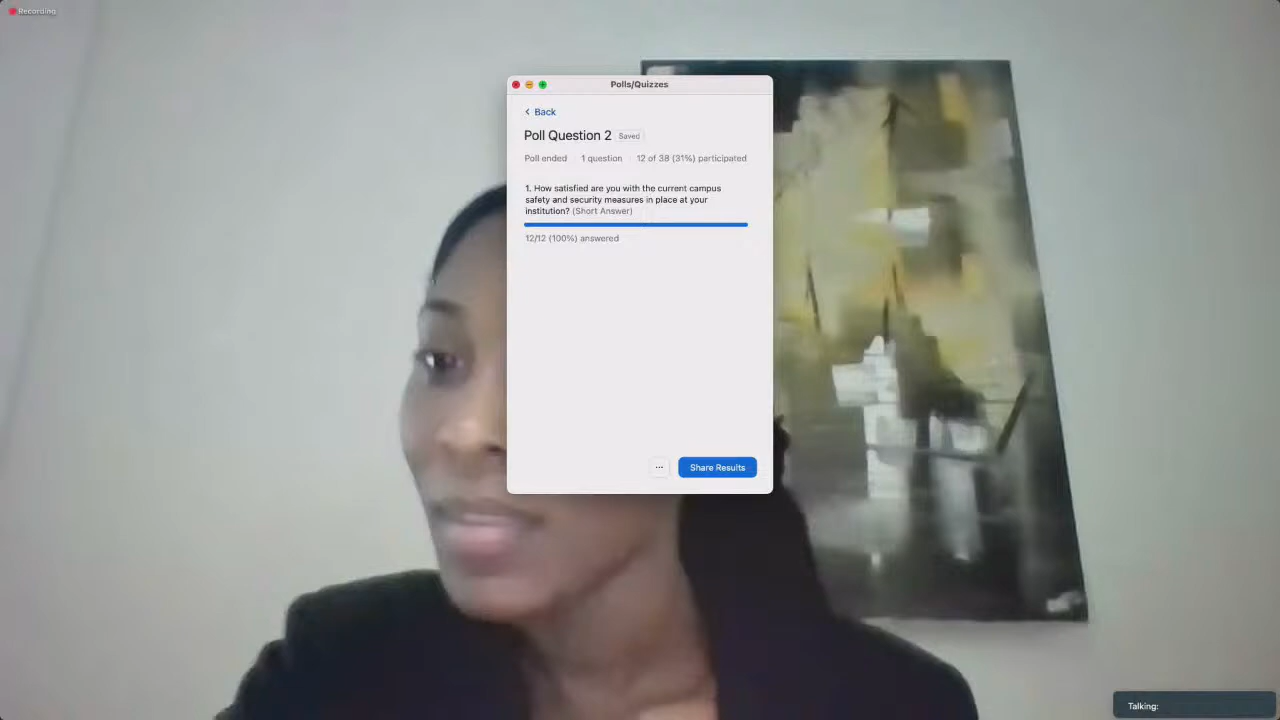 Recording
Polls/Quizzes
Back
Poll Question 2 Saved
Poll ended 1 question 12 of 38 (31%) participated
1. How satisfied are you with the current campus
safety and security measures in place at your
institution? (Short Answer)
12/12 (100%) answered
... Share Results
Talking: